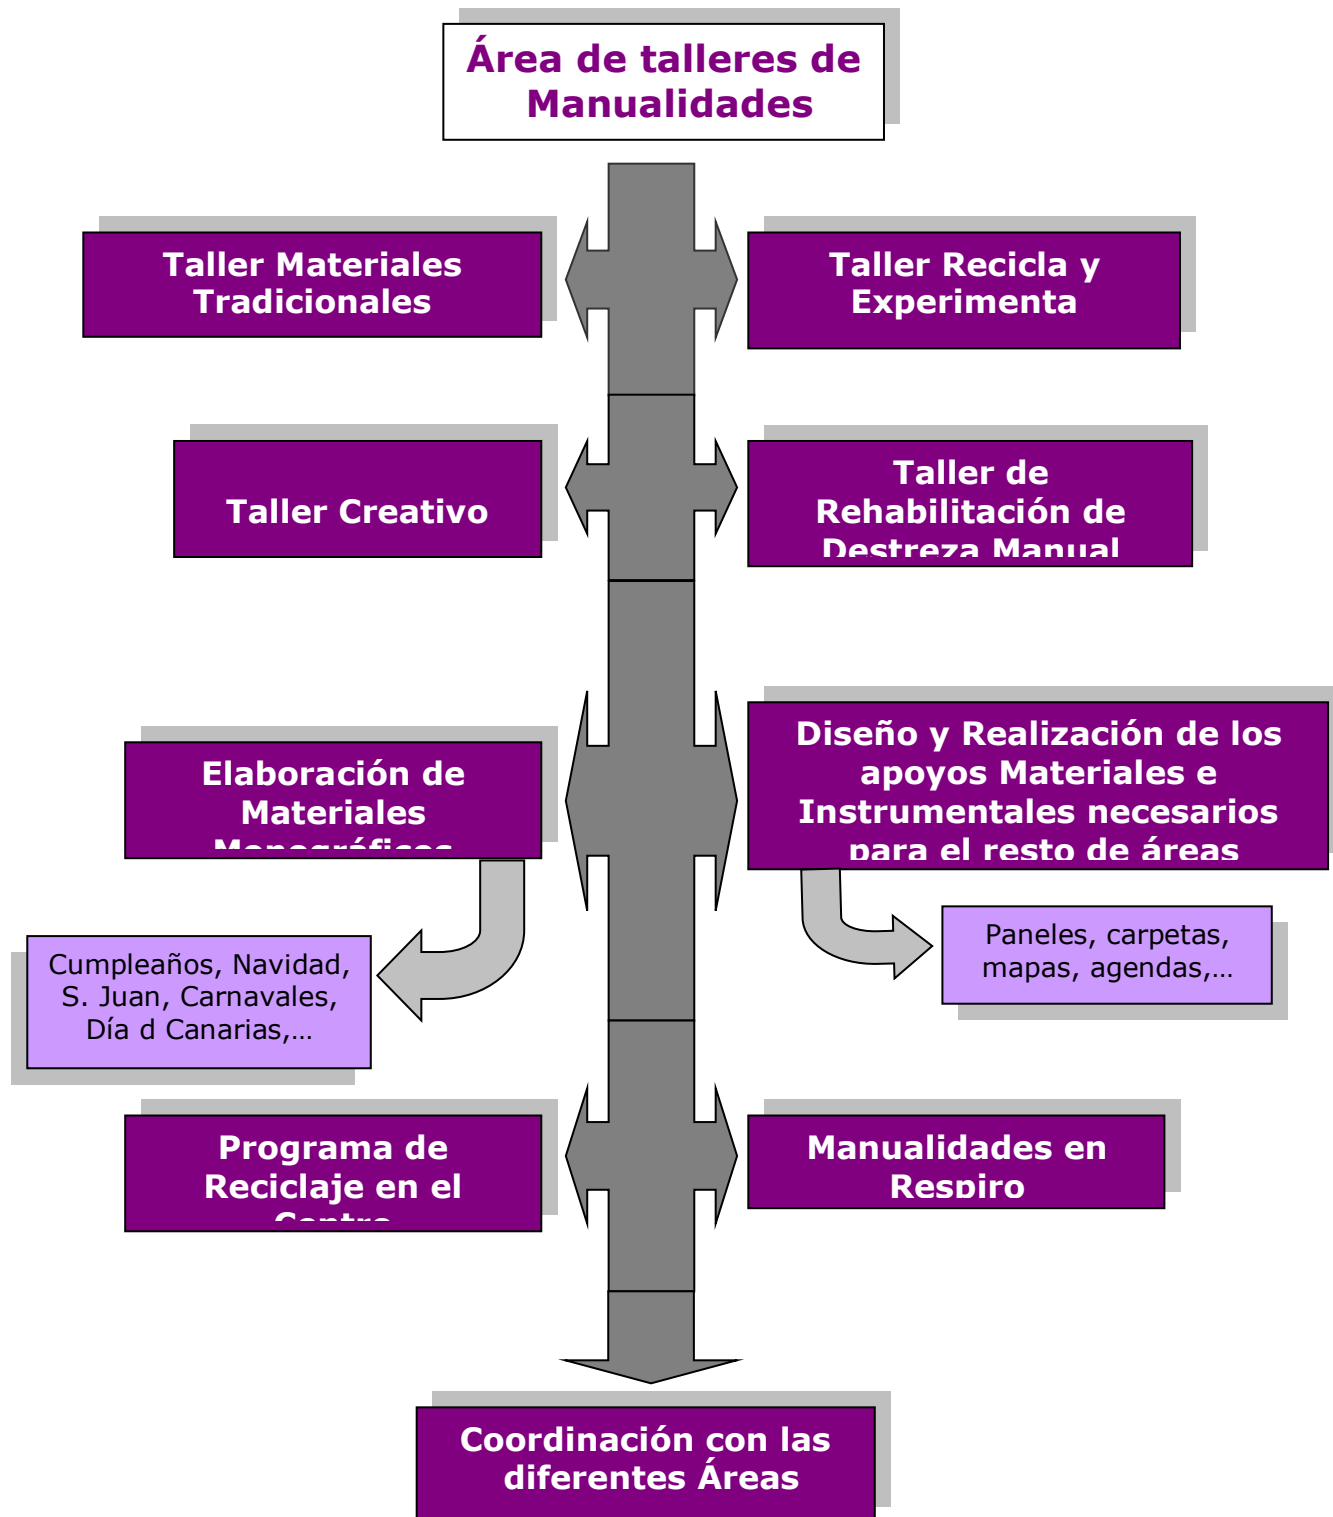 Área de talleres de
Manualidades
Taller Materiales
Tradicionales
Taller Recicla y
Experimenta
Taller Creativo
Taller de
Rehabilitación de
Destreza Manual
Elaboración de
Materiales
Monográficos
Diseño y Realización de los
apoyos Materiales e
Instrumentales necesarios
para el resto de áreas
Cumpleaños, Navidad,
S. Juan, Carnavales,
Día d Canarias,...
Paneles, carpetas,
mapas, agendas,...
Programa de
Reciclaje en el
Centro
Manualidades en
Respiro
Coordinación con las
diferentes Áreas